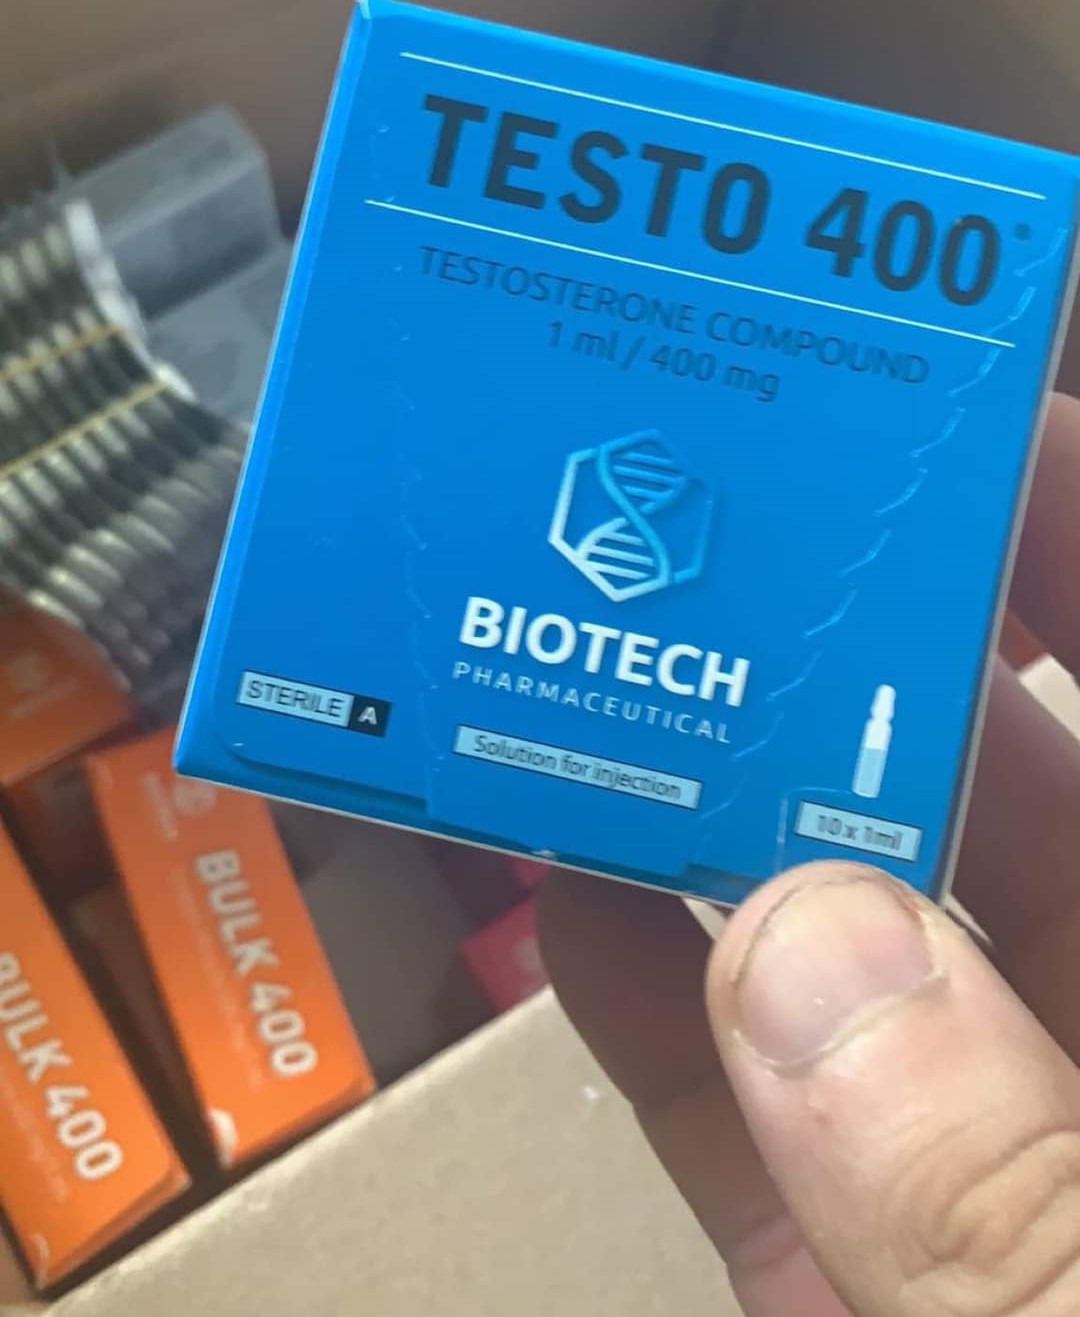 TESTO 400
TESTOSTERONE COMPOUND
1 ml / 400 mg
BIOTECH
PHARMACEUTICAL
STERILE A
Solution for injection
10 x 1ml
BULK 400
BULK 400